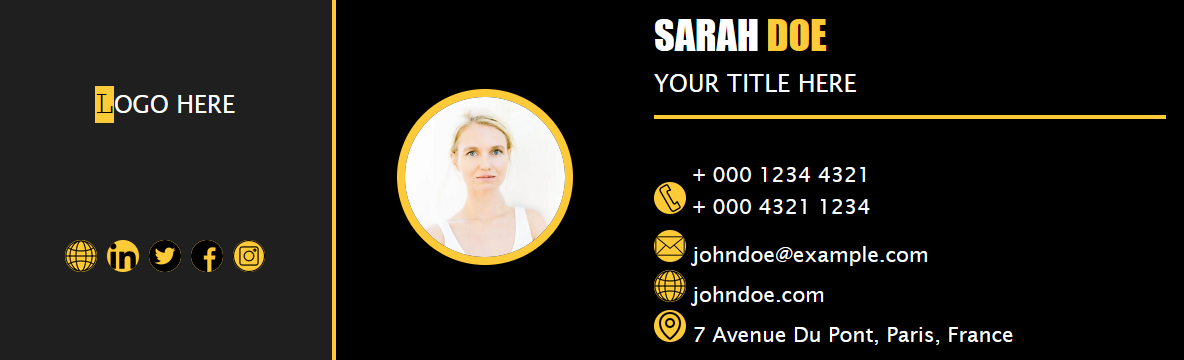 LOGO HERE
SARAH DOE
YOUR TITLE HERE
+ 000 1234 4321
+ 000 4321 1234
johndoe@example.com
johndoe.com
7 Avenue Du Pont, Paris, France